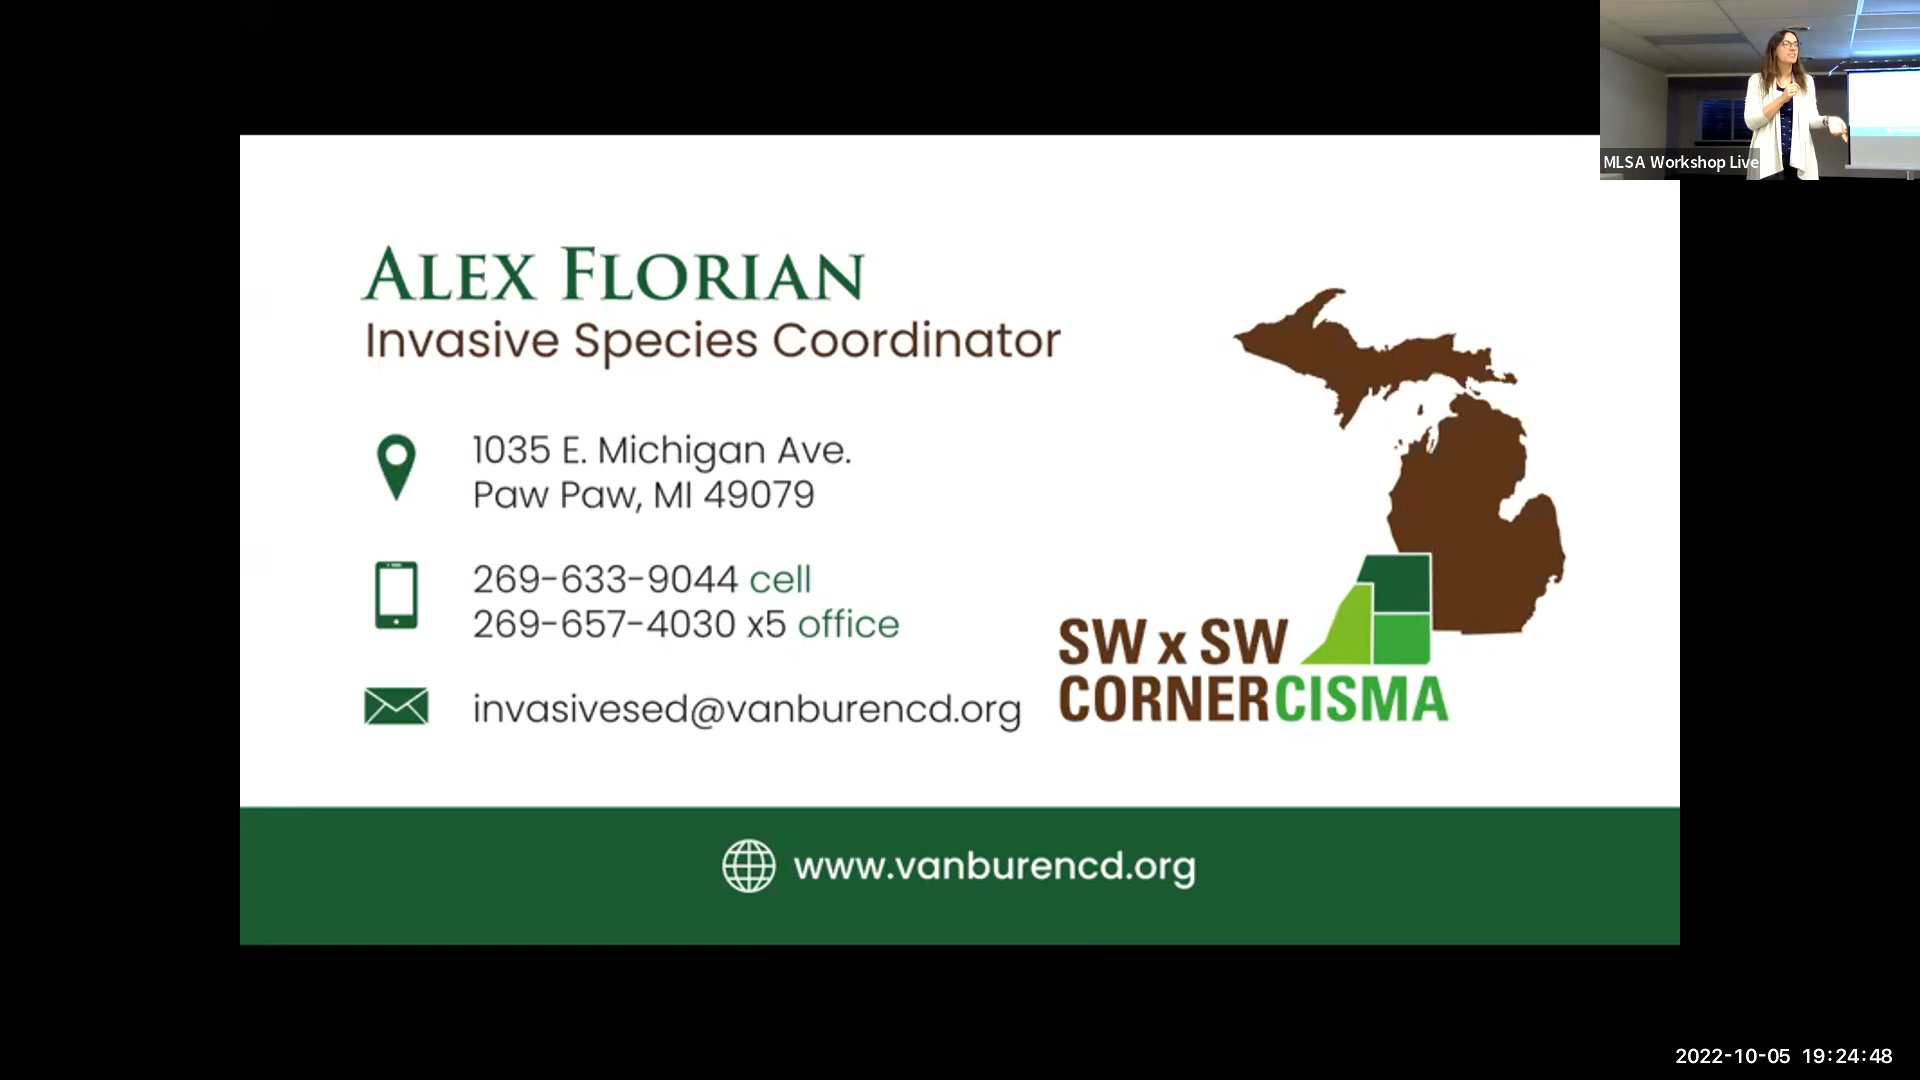 MLSA Workshop Live
ALEX FLORIAN
Invasive Species Coordinator
1035 E. Michigan Ave.
Paw Paw, MI 49079
269-633-9044 cell
269-657-4030 x5 office
invasivesed@vanburencd.org
SW x SW
CORNERCISMA
www.vanburencd.org
2022-10-05 19:24:48